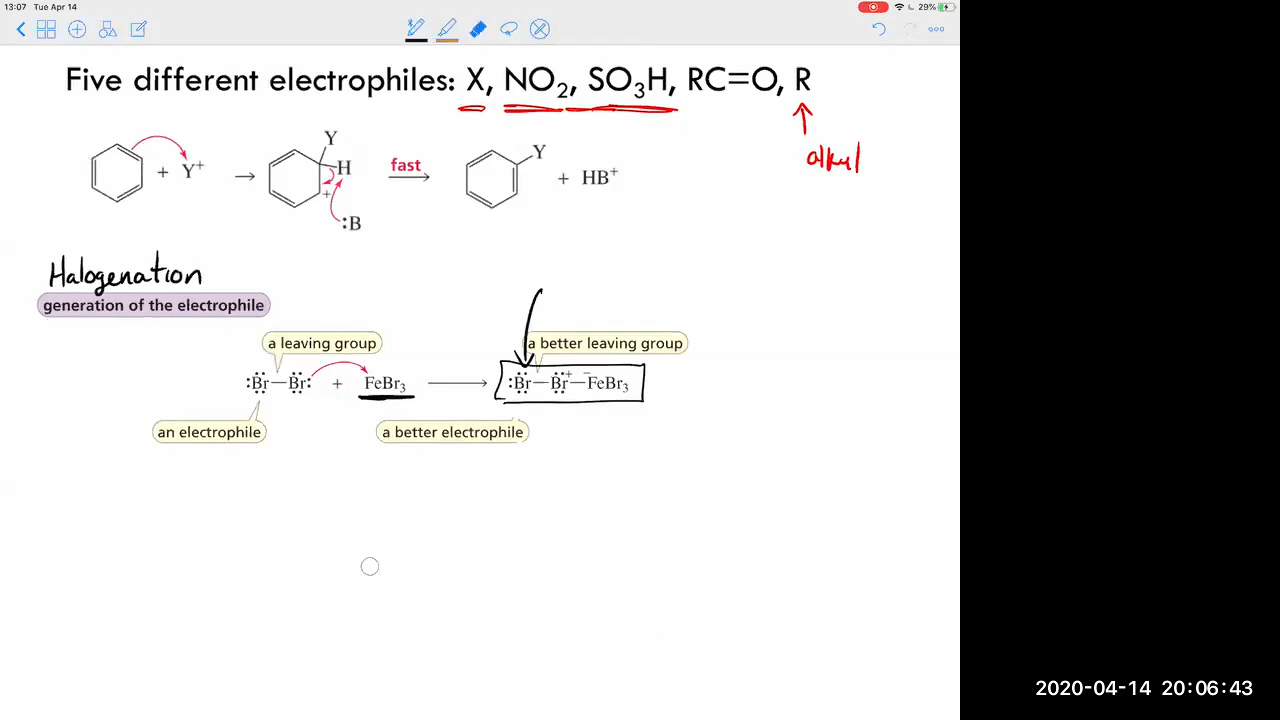 13:07 Tue Apr 14
29%
Five different electrophiles: X, NO₂, SO₃H, RC=O, R
alkyl
Y
H
+ Y⁺
+
:B
fast
Y
+ HB⁺
Halogenation
generation of the electrophile
a leaving group
a better leaving group
:Br—Br: + FeBr₃
:Br—Br⁺—⁻FeBr₃
an electrophile
a better electrophile
2020-04-14 20:06:43